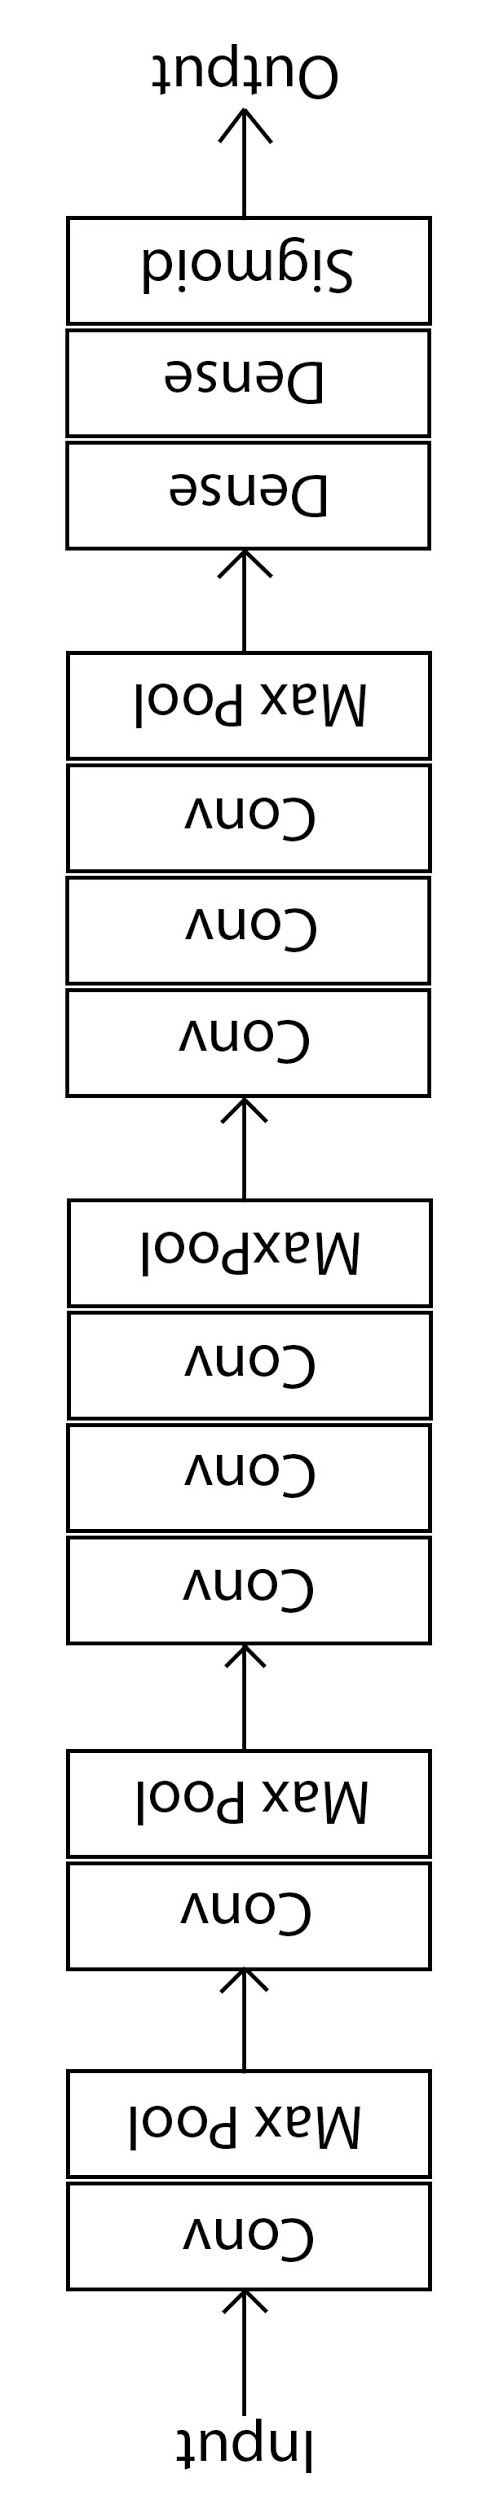 Input
Conv
Max Pool
Conv
Max Pool
Conv
Conv
Conv
MaxPool
Conv
Conv
Conv
Max Pool
Dense
Dense
Sigmoid
Output